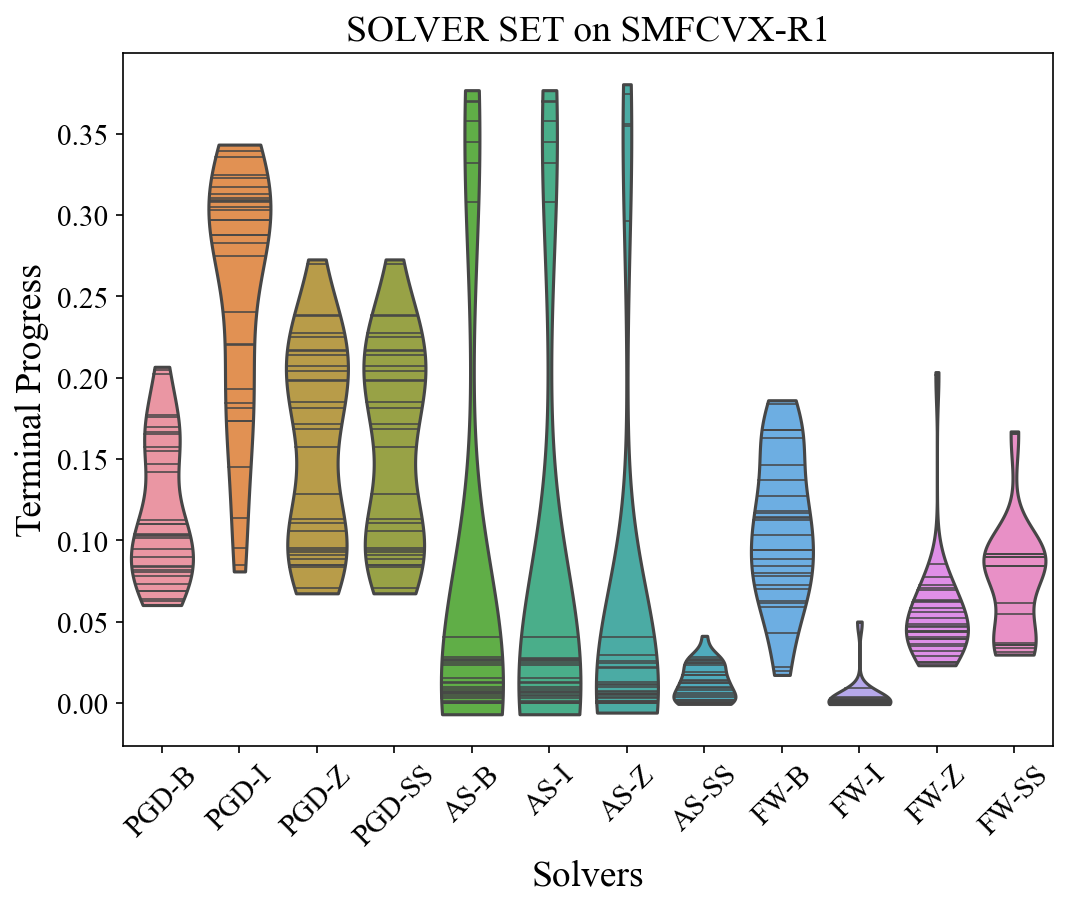 SOLVER SET on SMFCVX-R1
Terminal Progress
0.35
0.30
0.25
0.20
0.15
0.10
0.05
0.00
PGD-B
PGD-I
PGD-Z
PGD-SS
AS-B
AS-I
AS-Z
AS-SS
FW-B
FW-I
FW-Z
FW-SS
Solvers